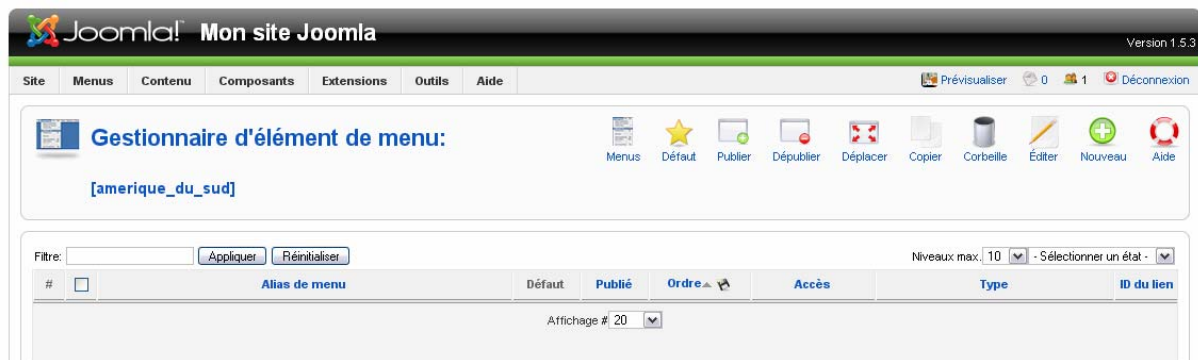 Joomla! Mon site Joomla
Version 1.5.3
Site Menus Contenu Composants Extensions Outils Aide Prévisualiser 0 1 Déconnexion
Gestionnaire d'élément de menu:
Menus Défaut Publier Dépublier Déplacer Copier Corbeille Éditer Nouveau Aide
[amerique_du_sud]
Filtre: Appliquer Réinitialiser Niveaux max. 10 - Sélectionner un état -
# Alias de menu Défaut Publié Ordre Accès Type ID du lien
Affichage # 20